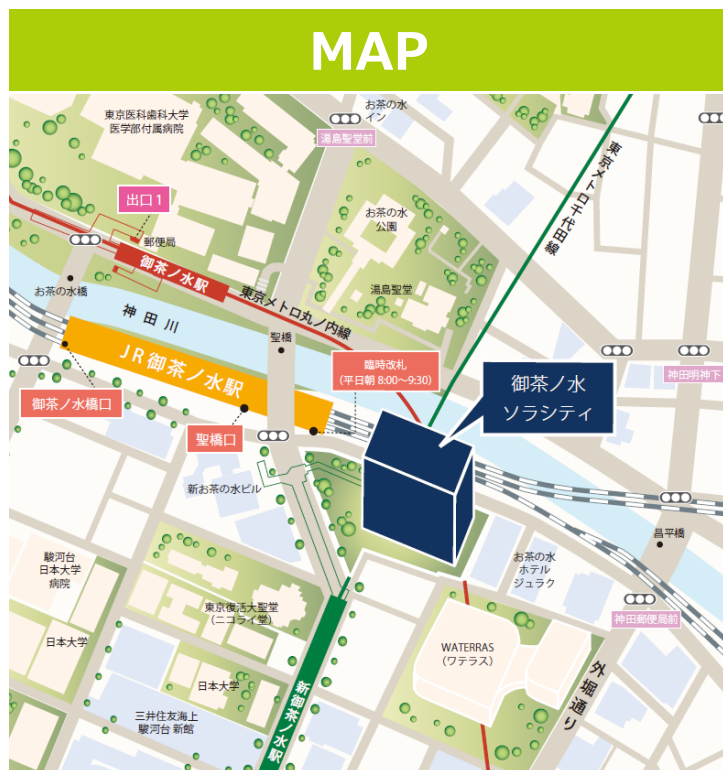 MAP
東京医科歯科大学
医学部付属病院
お茶の水
イン
湯島聖堂前
東京メトロ千代田線
出口1
郵便局
お茶の水
公園
御茶ノ水駅
湯島聖堂
お茶の水橋
東京メトロ丸ノ内線
神田川
聖橋
JR御茶ノ水駅
臨時改札
（平日朝 8:00～9:30）
御茶ノ水
ソラシティ
神田明神下
御茶ノ水橋口
聖橋口
新お茶の水ビル
昌平橋
お茶の水
ホテル
ジュラク
駿河台
日本大学
病院
東京復活大聖堂
（ニコライ堂）
神田郵便局前
日本大学
WATERRAS
（ワテラス）
外堀通り
日本大学
新御茶ノ水駅
三井住友海上
駿河台 新館